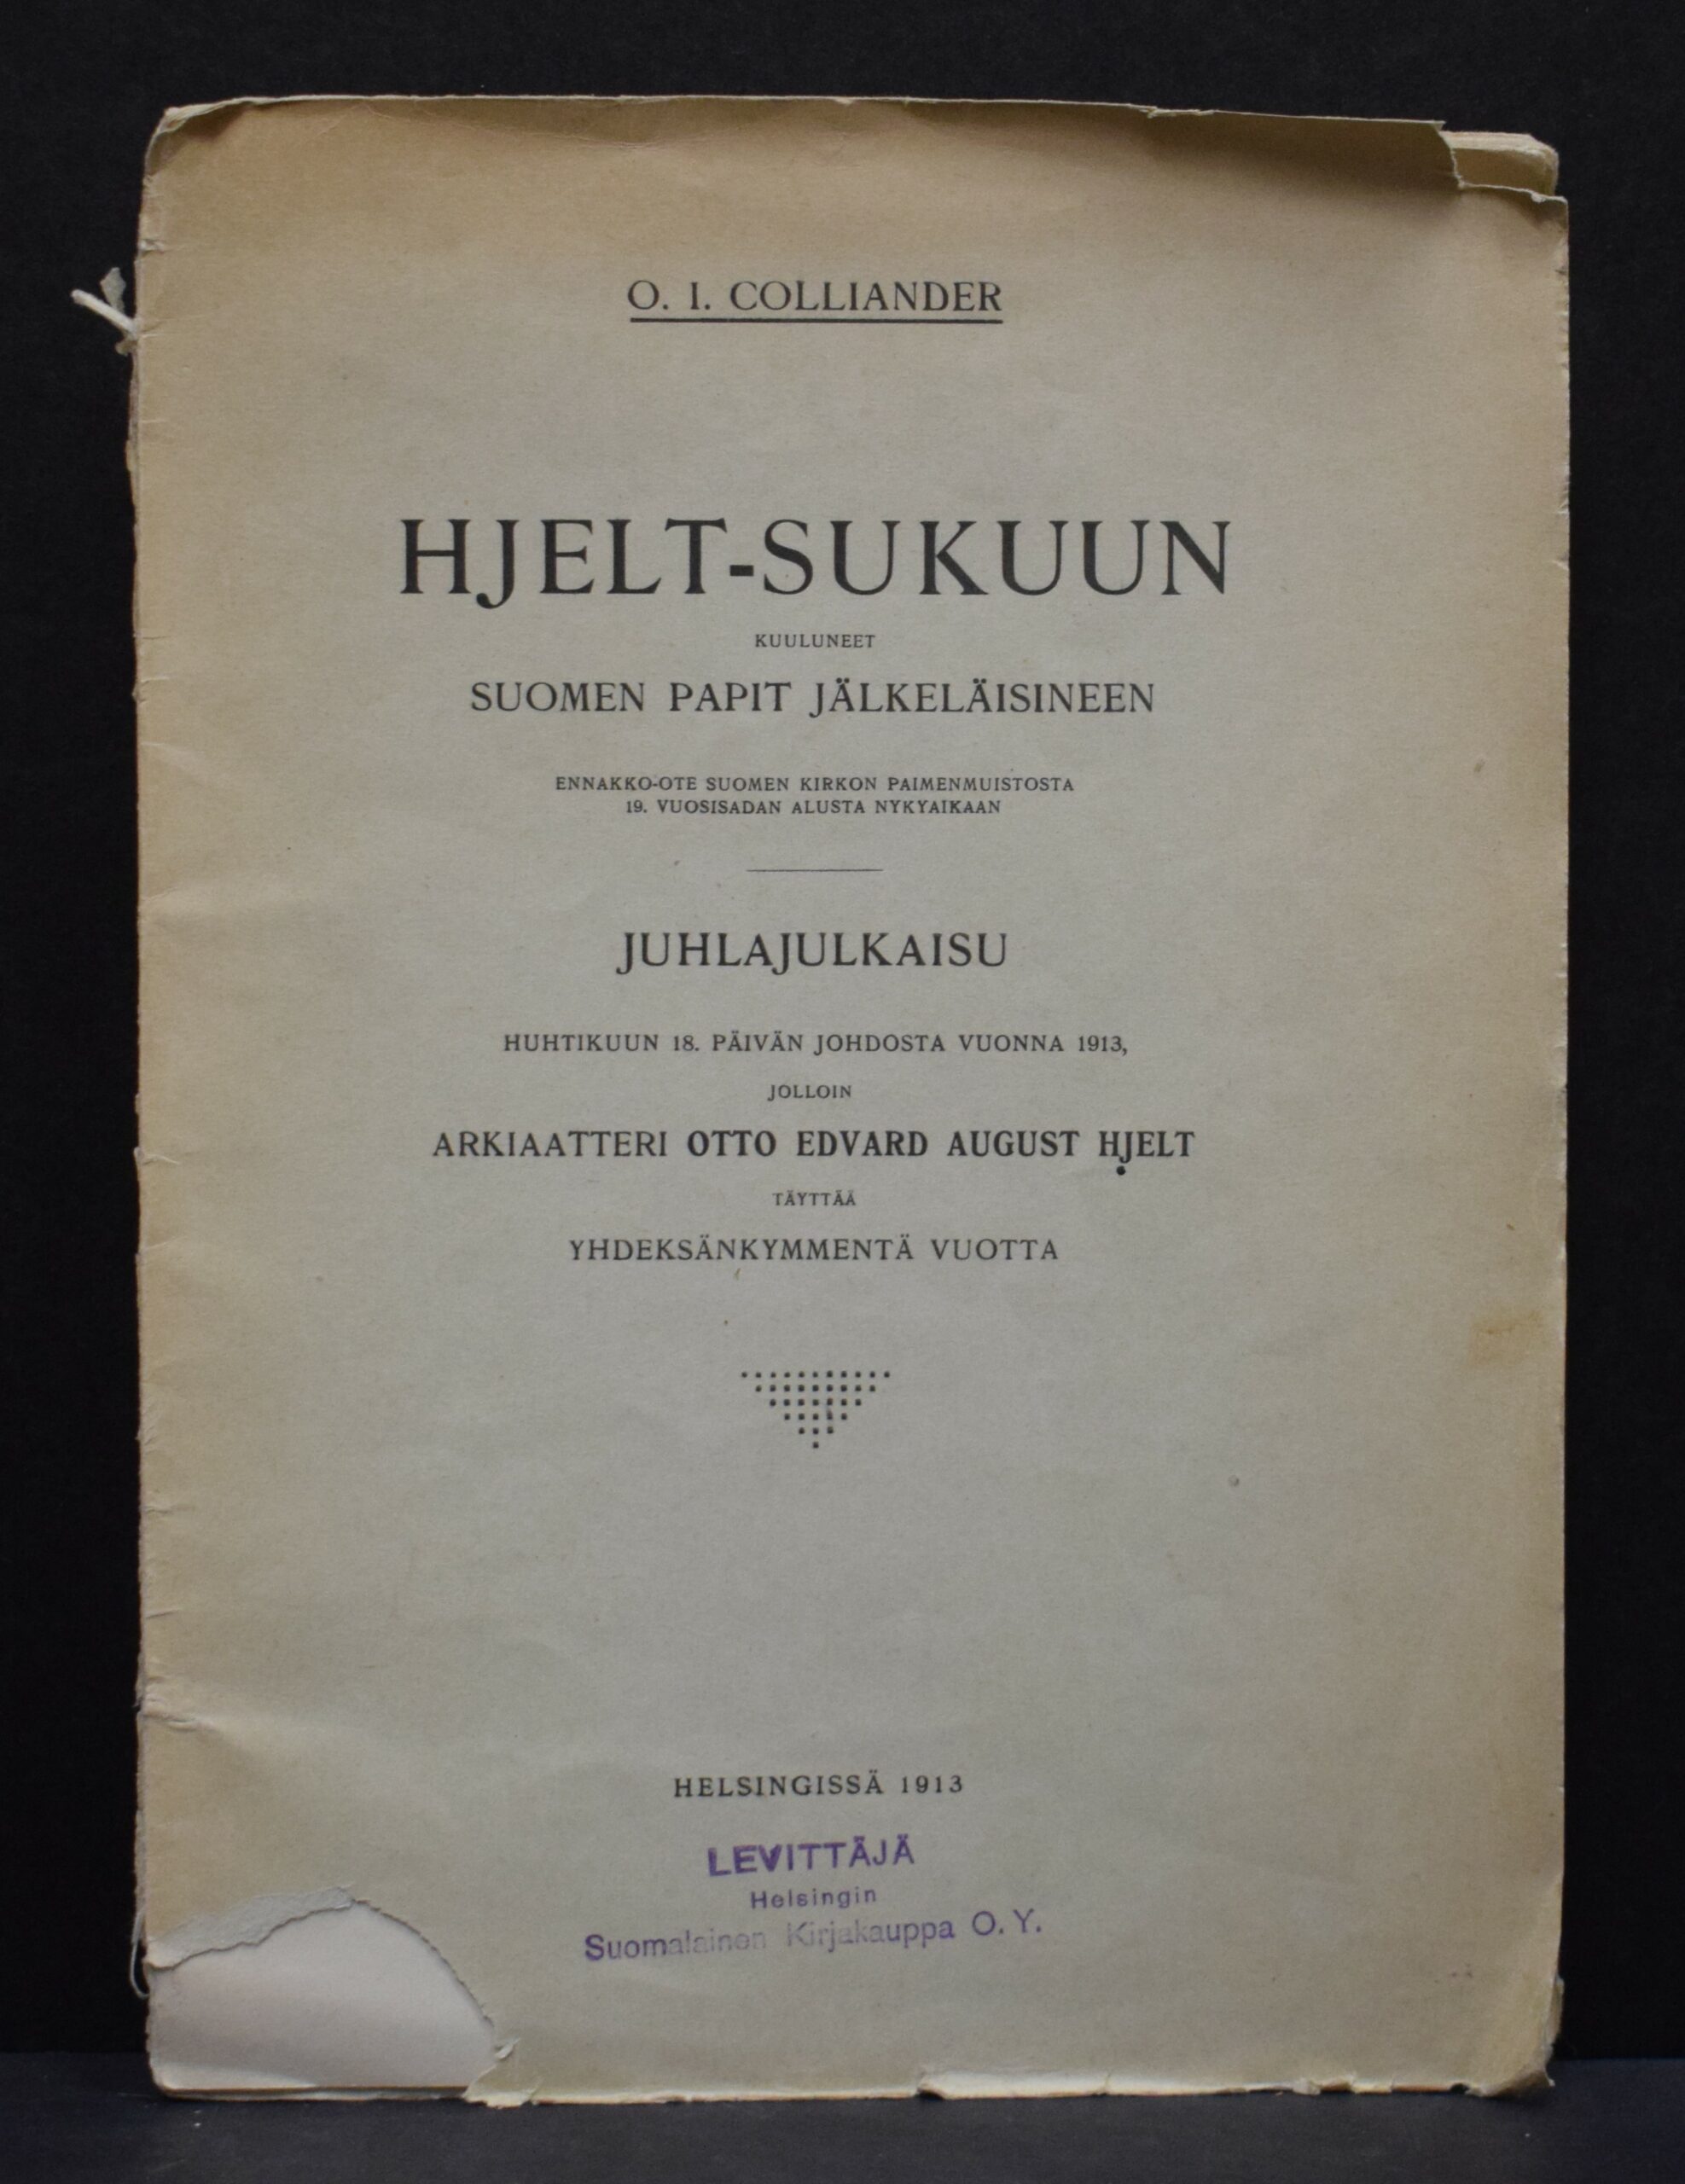 O. I. COLLIANDER
HJELT-SUKUUN
KUULUNEET
SUOMEN PAPIT JÄLKELÄISINEEN
ENNAKKO-OTE SUOMEN KIRKON PAIMENMUISTOSTA
19. VUOSISADAN ALUSTA NYKYAIKAAN
JUHLAJULKAISU
HUHTIKUUN 18. PÄIVÄN JOHDOSTA VUONNA 1913,
JOLLOIN
ARKIAATTERI OTTO EDVARD AUGUST HJELT
TÄYTTÄÄ
YHDEKSÄNKYMMENTÄ VUOTTA
HELSINGISSÄ 1913
LEVITTÄJÄ
Helsingin
Suomalainen Kirjakauppa O. Y.